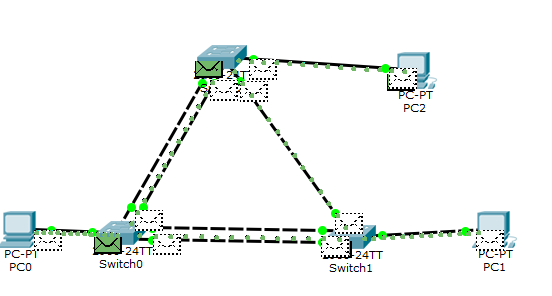 PC-PT
PC2
PC-PT
PC0
-24TT
Switch0
-24TT
Switch1
PC-PT
PC1